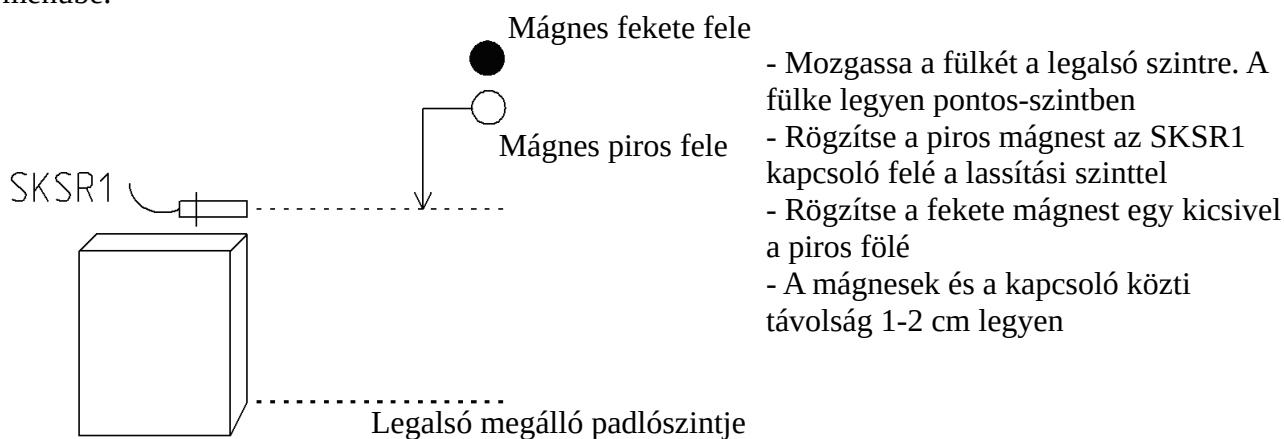 Mágnes fekete fele
Mágnes piros fele
SKSR1
Legalsó megálló padlószintje
- Mozgassa a fülkét a legalsó szintre. A
fülke legyen pontos-szintben
- Rögzítse a piros mágnest az SKSR1
kapcsoló felé a lassítási szinttel
- Rögzítse a fekete mágnest egy kicsivel
a piros fölé
- A mágnesek és a kapcsoló közti
távolság 1-2 cm legyen